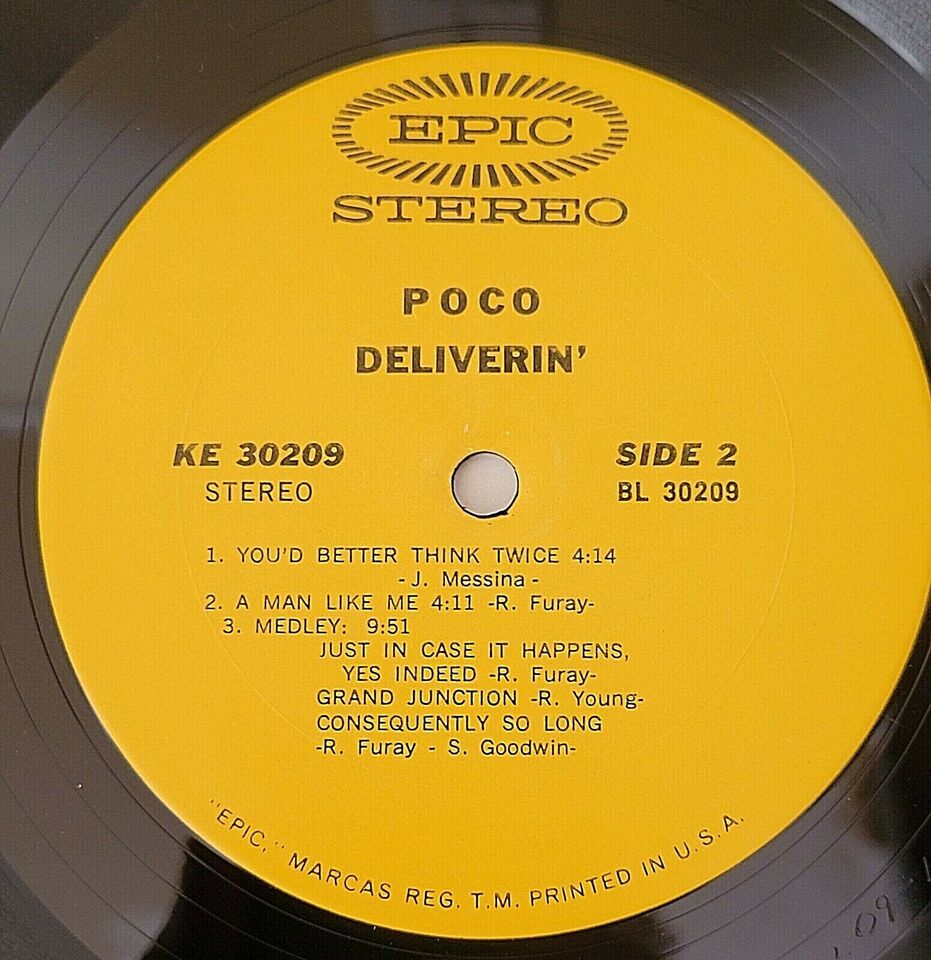 EPIC
STEREO
POCO
DELIVERIN'
KE 30209
STEREO
SIDE 2
BL 30209
1. YOU'D BETTER THINK TWICE 4:14
-J. Messina-
2. A MAN LIKE ME 4:11 -R. Furay-
3. MEDLEY: 9:51
JUST IN CASE IT HAPPENS,
YES INDEED -R. Furay-
GRAND JUNCTION -R. Young-
CONSEQUENTLY SO LONG
-R. Furay - S. Goodwin-
"EPIC," MARCAS REG. T.M. PRINTED IN U.S.A.